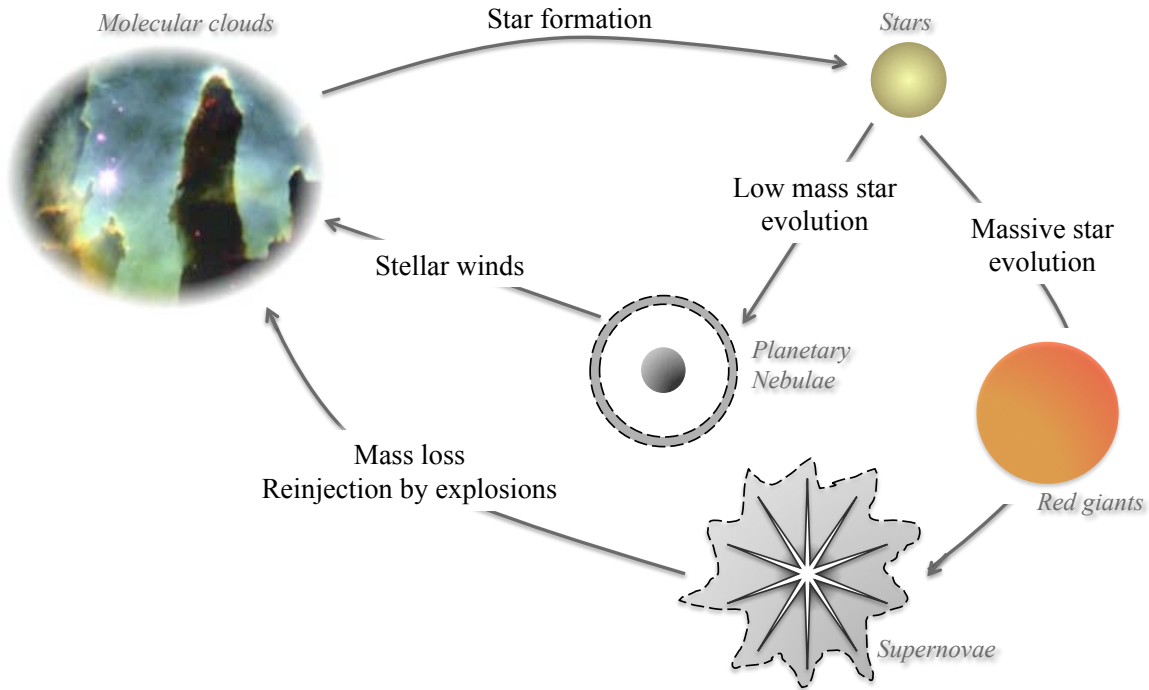 Molecular clouds
Star formation
Stars
Low mass star
evolution
Massive star
evolution
Stellar winds
Planetary
Nebulae
Mass loss
Reinjection by explosions
Red giants
Supernovae